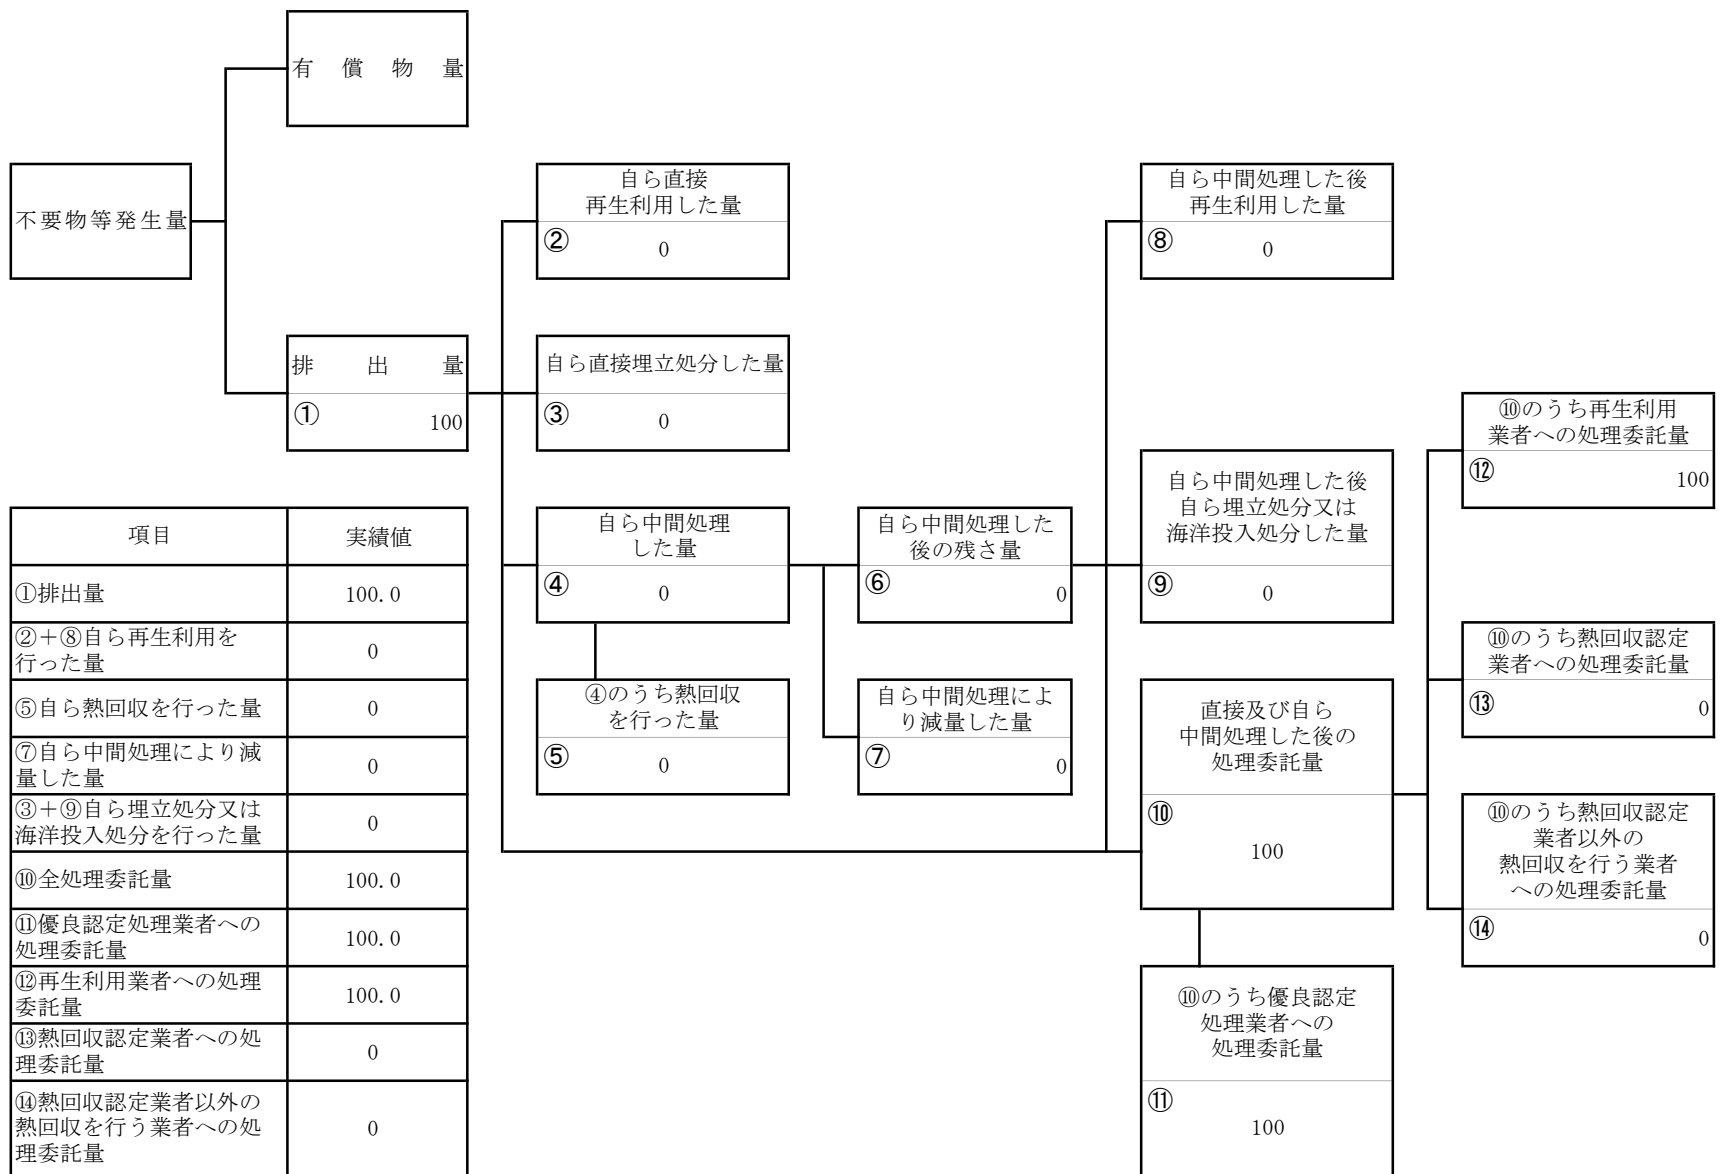 有償物量
不要物等発生量
排出量
①
100
自ら直接
再生利用した量
②
0
自ら直接埋立処分した量
③
0
自ら中間処理
した量
④
0
④のうち熱回収
を行った量
⑤
0
自ら中間処理した
後の残さ量
⑥
0
自ら中間処理によ
り減量した量
⑦
0
自ら中間処理した後
再生利用した量
⑧
0
自ら中間処理した後
自ら埋立処分又は
海洋投入処分した量
⑨
0
直接及び自ら
中間処理した後の
処理委託量
⑩
100
⑩のうち優良認定
処理業者への
処理委託量
⑪
100
⑩のうち再生利用
業者への処理委託量
⑫
100
⑩のうち熱回収認定
業者への処理委託量
⑬
0
⑩のうち熱回収認定
業者以外の
熱回収を行う業者
への処理委託量
⑭
0
項目 実績値
①排出量 100.0
②+⑧自ら再生利用を
行った量 0
⑤自ら熱回収を行った量 0
⑦自ら中間処理により減
量した量 0
③+⑨自ら埋立処分又は
海洋投入処分を行った量 0
⑩全処理委託量 100.0
⑪優良認定処理業者への
処理委託量 100.0
⑫再生利用業者への処理
委託量 100.0
⑬熱回収認定業者への処
理委託量 0
⑭熱回収認定業者以外の
熱回収を行う業者への処
理委託量 0